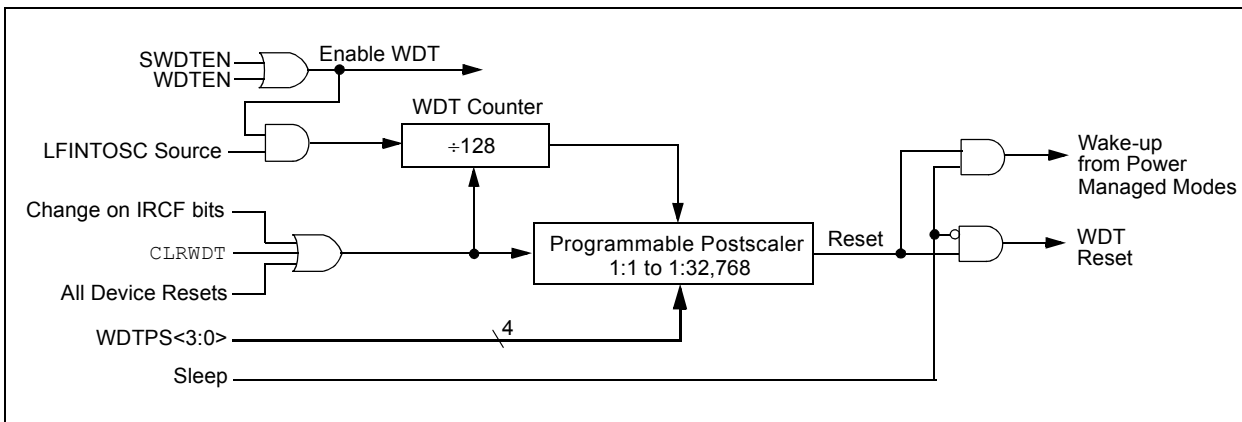 SWDTEN
WDTEN
Enable WDT
WDT Counter
÷128
LFINTOSC Source
Wake-up
from Power
Managed Modes
Change on IRCF bits
CLRWDT
All Device Resets
Programmable Postscaler
1:1 to 1:32,768
Reset
WDT
Reset
WDTPS<3:0>
4
Sleep